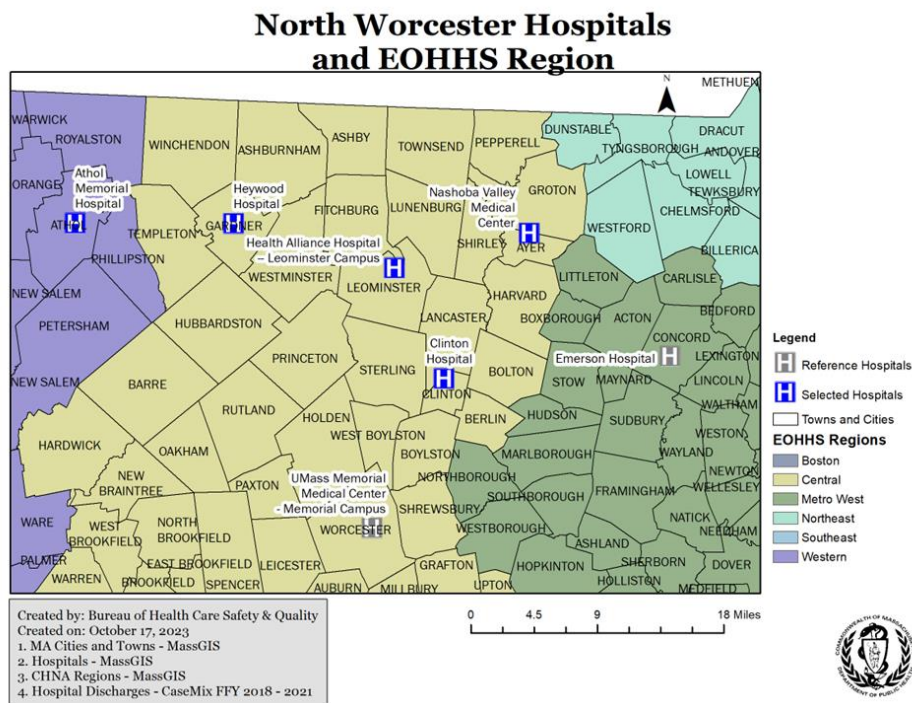 North Worcester Hospitals
and EOHHS Region
N
METHUEN
WARWICK
ROYALSTON
WINCHENDON
ASHBURNHAM
ASHBY
TOWNSEND
PEPPERELL
DUNSTABLE
TYNGSBOROUGH
DRACUT
ANDOVER
LOWELL
TEWKSBURY
CHELMSFORD
ORANGE
Athol
Memorial
Hospital
H
ATHOL
Heywood
Hospital
H
GARDNER
FITCHBURG
LUNENBURG
Nashoba Valley
Medical
Center
H
GROTON
WESTFORD
BILLERICA
TEMPLETON
PHILLIPSTON
Health Alliance Hospital
– Leominster Campus
H
SHIRLEY
AYER
WESTMINSTER
LEOMINSTER
LITTLETON
CARLISLE
NEW SALEM
HARVARD
BEDFORD
PETERSHAM
HUBBARDSTON
LANCASTER
BOXBOROUGH
ACTON
CONCORD
PRINCETON
Clinton
Hospital
H
Emerson Hospital
H
LEXINGTON
NEW SALEM
BARRE
STERLING
CLINTON
BOLTON
STOW
MAYNARD
LINCOLN
WALTHAM
RUTLAND
HOLDEN
BERLIN
HUDSON
SUDBURY
HARDWICK
OAKHAM
WEST BOYLSTON
BOYLSTON
MARLBOROUGH
WAYLAND
WESTON
NEW
BRAINTREE
PAXTON
UMass Memorial
Medical Center
- Memorial Campus
H
NORTHBOROUGH
SOUTHBOROUGH
FRAMINGHAM
NEWTON
WELLESLEY
WARE
WEST
BROOKFIELD
NORTH
BROOKFIELD
WORCESTER
SHREWSBURY
WESTBOROUGH
NATICK
NEEDHAM
PALMER
EAST BROOKFIELD
LEICESTER
GRAFTON
HOPKINTON
ASHLAND
SHERBORN
DOVER
WARREN
BROOKFIELD
SPENCER
AUBURN
MILLBURY
UPTON
HOLLISTON
MEDFIELD
Legend
H Reference Hospitals
H Selected Hospitals
Towns and Cities
EOHHS Regions
Boston
Central
Metro West
Northeast
Southeast
Western
Created by: Bureau of Health Care Safety & Quality
Created on: October 17, 2023
1. MA Cities and Towns - MassGIS
2. Hospitals - MassGIS
3. CHNA Regions - MassGIS
4. Hospital Discharges - CaseMix FFY 2018 - 2021
0 4.5 9 18 Miles
COMMONWEALTH OF MASSACHUSETTS
DEPARTMENT OF PUBLIC HEALTH